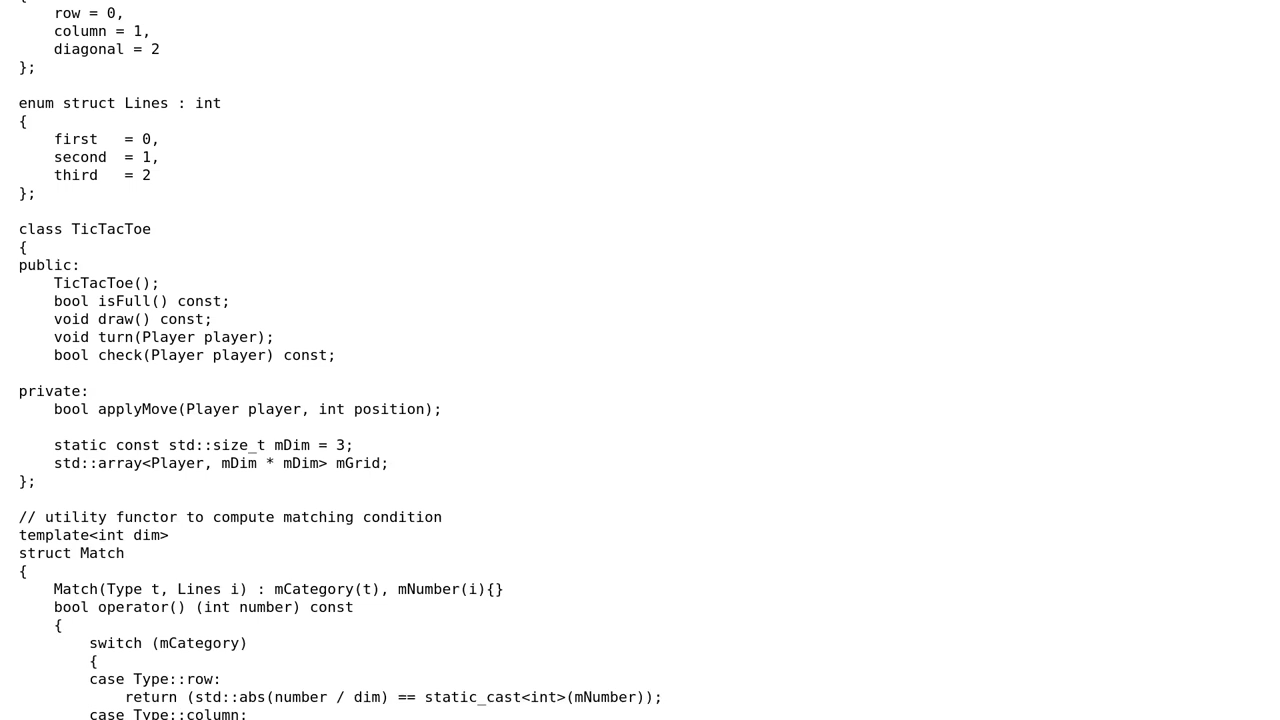 {
    row = 0,
    column = 1,
    diagonal = 2
};

enum struct Lines : int
{
    first   = 0,
    second  = 1,
    third   = 2
};

class TicTacToe
{
public:
    TicTacToe();
    bool isFull() const;
    void draw() const;
    void turn(Player player);
    bool check(Player player) const;

private:
    bool applyMove(Player player, int position);

    static const std::size_t mDim = 3;
    std::array<Player, mDim * mDim> mGrid;
};

// utility functor to compute matching condition
template<int dim>
struct Match
{
    Match(Type t, Lines i) : mCategory(t), mNumber(i){}
    bool operator() (int number) const
    {
        switch (mCategory)
        {
        case Type::row:
            return (std::abs(number / dim) == static_cast<int>(mNumber));
        case Type::column: